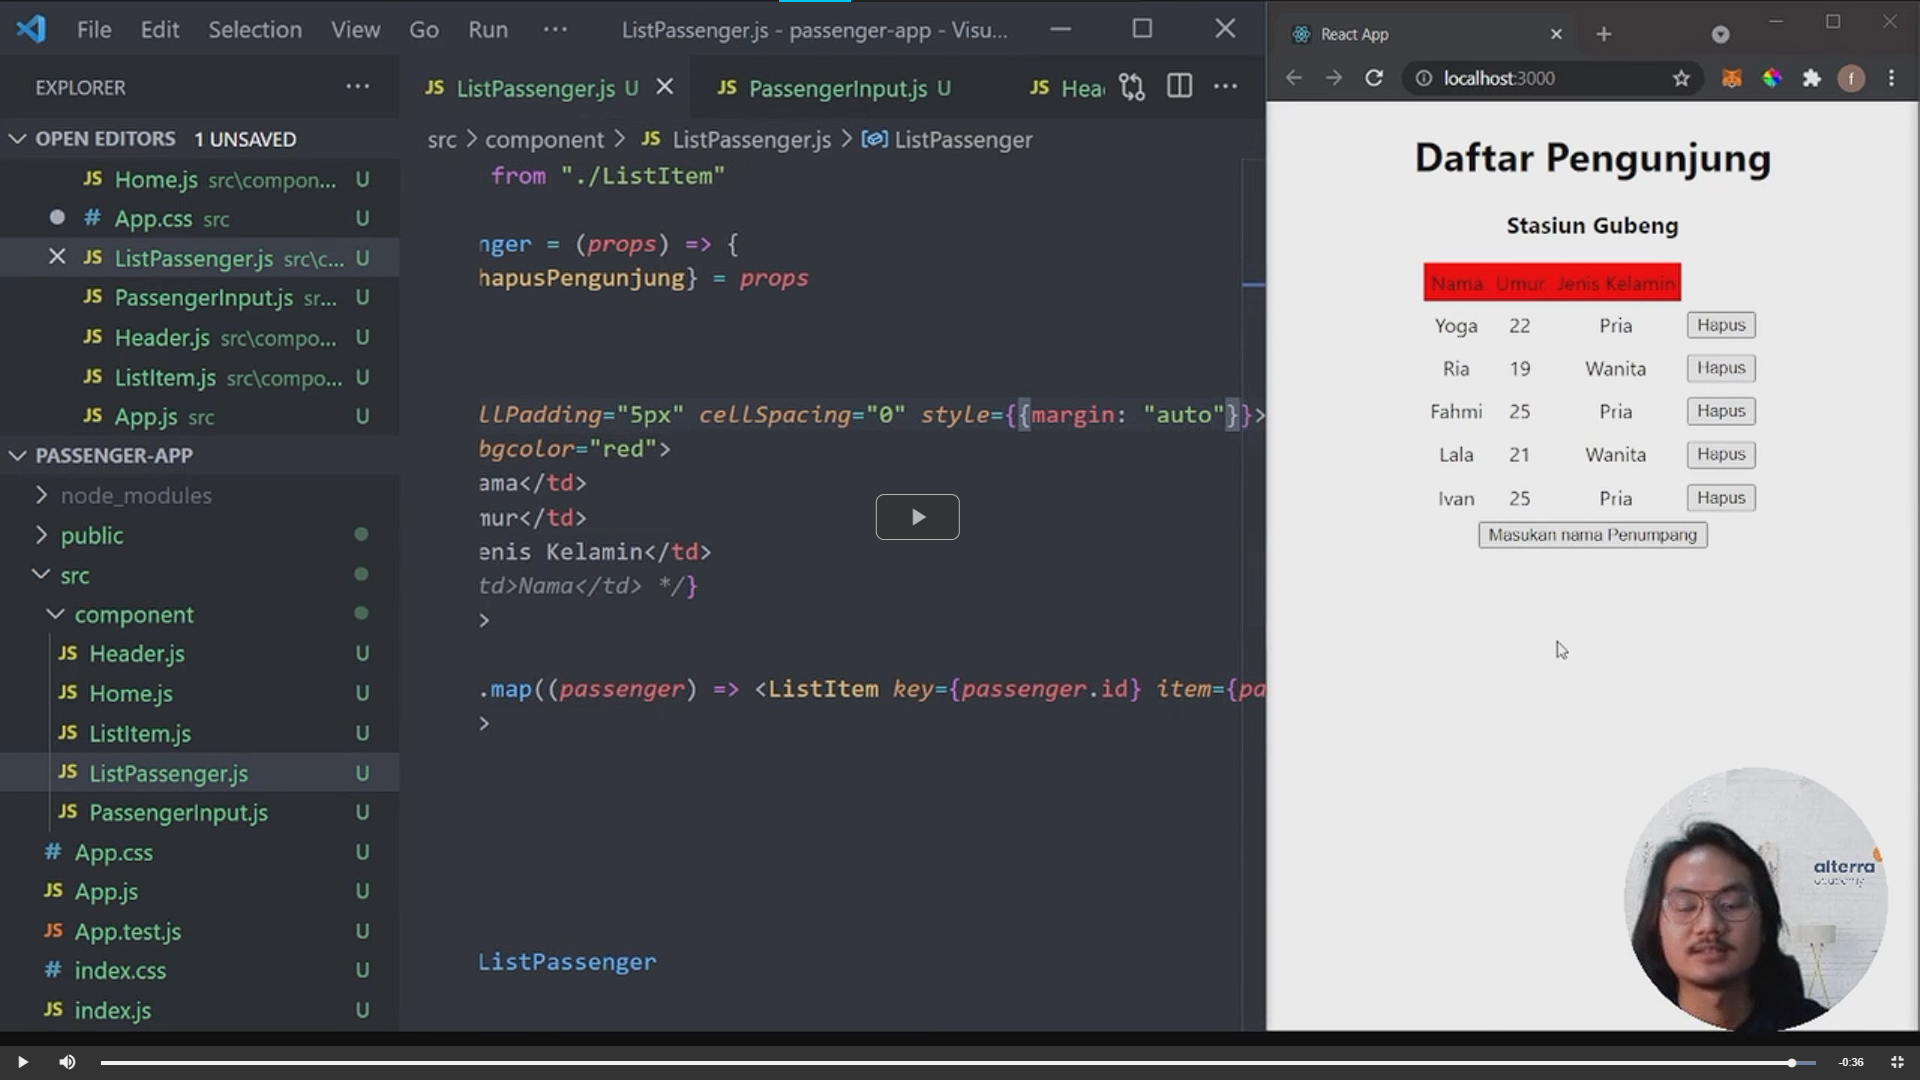 File Edit Selection View Go Run ··· ListPassenger.js - passenger-app - Visu...
EXPLORER ···
OPEN EDITORS 1 UNSAVED
JS Home.js src\compon... U
# App.css src U
JS ListPassenger.js src\c... U
JS PassengerInput.js sr... U
JS Header.js src\compo... U
JS ListItem.js src\compo... U
JS App.js src U
PASSENGER-APP
node_modules
public
src
component
JS Header.js U
JS Home.js U
JS ListItem.js U
JS ListPassenger.js U
JS PassengerInput.js U
# App.css U
JS App.js U
JS App.test.js U
# index.css U
JS index.js U
JS ListPassenger.js U JS PassengerInput.js U JS Hea ···
src > component > JS ListPassenger.js > ListPassenger
from "./ListItem"
nger = (props) => {
hapusPengunjung} = props
llPadding="5px" cellSpacing="0" style={{margin: "auto"}}>
bgcolor="red">
ama</td>
mur</td>
enis Kelamin</td>
td>Nama</td> */}
>
.map((passenger) => <ListItem key={passenger.id} item={pa
>
ListPassenger
React App
localhost:3000 f
Daftar Pengunjung
Stasiun Gubeng
Nama Umur Jenis Kelamin
Yoga 22 Pria Hapus
Ria 19 Wanita Hapus
Fahmi 25 Pria Hapus
Lala 21 Wanita Hapus
Ivan 25 Pria Hapus
Masukan nama Penumpang
alterra
academy
-0:36